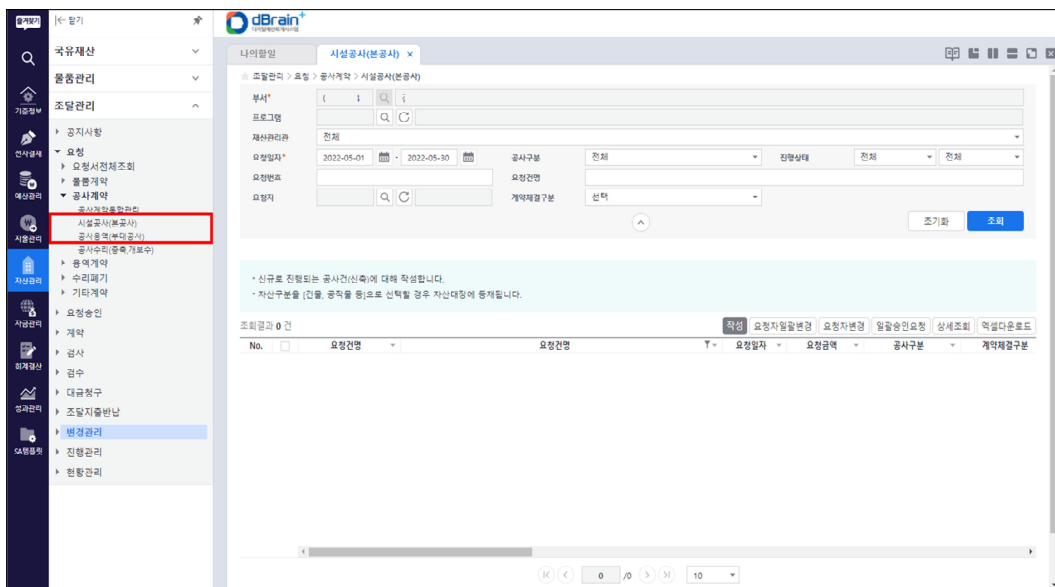 즐겨찾기
닫기
dBrain+
국유재산
물품관리
조달관리
공지사항
요청
요청서전체조회
물품계약
공사계약
공사계약통합관리
시설공사(본공사)
공사용역(부대공사)
공사수리(증축,개보수)
용역계약
수리폐기
기타계약
요청승인
계약
검사
검수
대금청구
조달지출반납
변경관리
진행관리
현황관리
기준정보
전사결재
예산관리
지출관리
자산관리
자금관리
회계결산
성과관리
SA템플릿
나의할일
시설공사(본공사) ×
조달관리 > 요청 > 공사계약 > 시설공사(본공사)
부서*
프로그램
재산관리관 전체
요청일자* 2022-05-01 - 2022-05-30 공사구분 전체 진행상태 전체 전체
요청번호 요청건명
요청지 계약체결구분 선택
초기화 조회
- 신규로 진행되는 공사건(신축)에 대해 작성합니다.
- 자산구분을 [건물, 공작물 등]으로 선택할 경우 자산대장에 등재됩니다.
조회결과 0 건 작성 요청자일괄변경 요청자변경 일괄승인요청 상세조회 엑셀다운로드
No. 요청건명 요청건명 요청일자 요청금액 공사구분 계약체결구분
0 /0 10